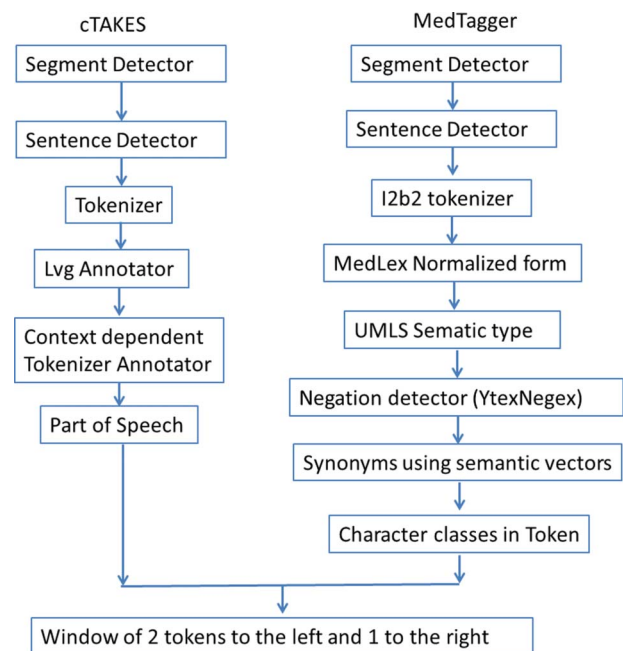 cTAKES
Segment Detector
Sentence Detector
Tokenizer
Lvg Annotator
Context dependent
Tokenizer Annotator
Part of Speech
MedTagger
Segment Detector
Sentence Detector
I2b2 tokenizer
MedLex Normalized form
UMLS Sematic type
Negation detector (YtexNegex)
Synonyms using semantic vectors
Character classes in Token
Window of 2 tokens to the left and 1 to the right